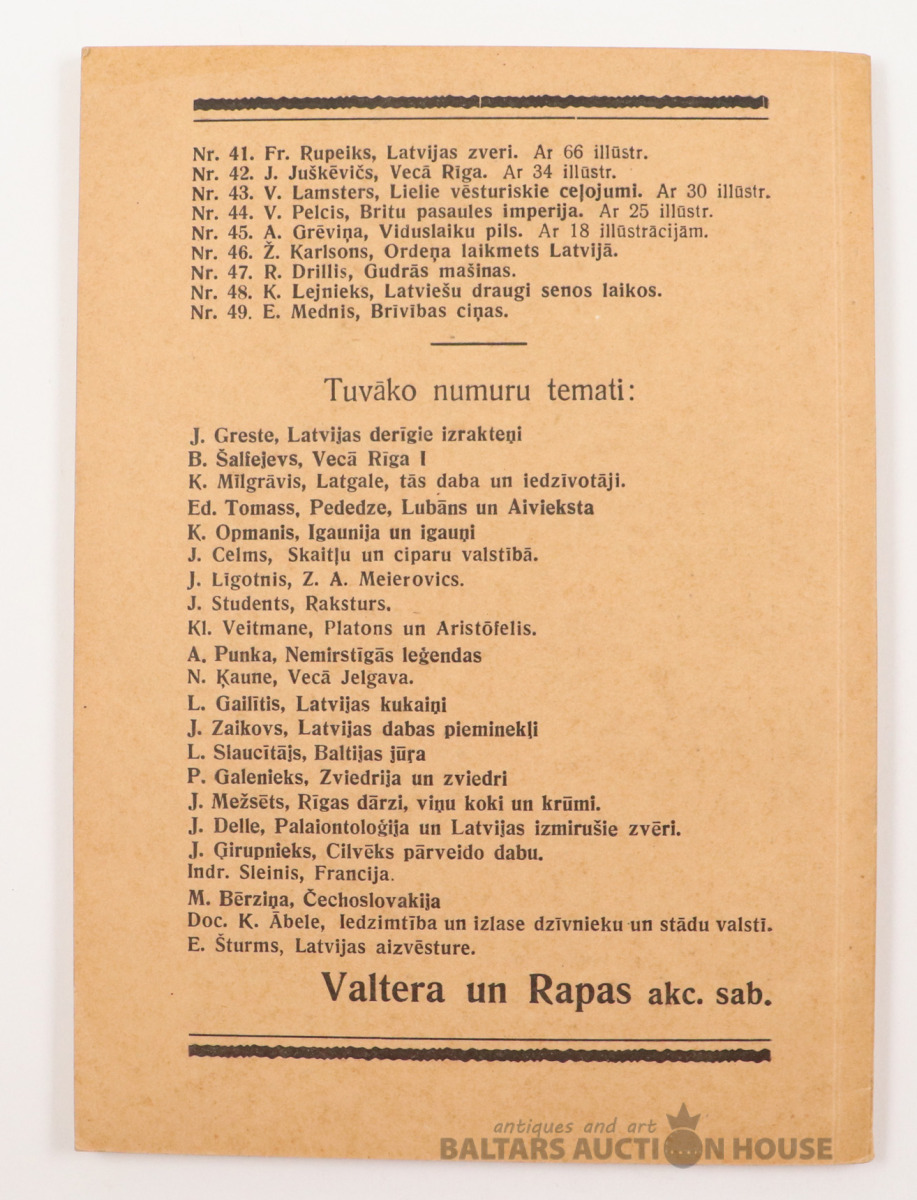 Nr. 41. Fr. Rupeiks, Latvijas zveri. Ar 66 illūstr.
Nr. 42. J. Juškēvičs, Vecā Rīga. Ar 34 illūstr.
Nr. 43. V. Lamsters, Lielie vēsturiskie ceļojumi. Ar 30 illūstr.
Nr. 44. V. Pelcis, Britu pasaules imperija. Ar 25 illūstr.
Nr. 45. A. Grēviņa, Viduslaiku pils. Ar 18 illūstrācijām.
Nr. 46. Ž. Karlsons, Ordeņa laikmets Latvijā.
Nr. 47. R. Drillis, Gudrās mašinas.
Nr. 48. K. Lejnieks, Latviešu draugi senos laikos.
Nr. 49. E. Mednis, Brīvības ciņas.
Tuvāko numuru temati:
J. Greste, Latvijas derīgie izrakteņi
B. Šalfejevs, Vecā Rīga I
K. Mīlgrāvis, Latgale, tās daba un iedzīvotāji.
Ed. Tomass, Pededze, Lubāns un Aivieksta
K. Opmanis, Igaunija un igauņi
J. Celms, Skaitļu un ciparu valstībā.
J. Līgotnis, Z. A. Meierovics.
J. Students, Raksturs.
Kl. Veitmane, Platons un Aristōfelis.
A. Punka, Nemirstīgās leģendas
N. Ķaune, Vecā Jelgava.
L. Gailītis, Latvijas kukaiņi
J. Zaikovs, Latvijas dabas pieminekļi
L. Slaucītājs, Baltijas jūŗa
P. Galenieks, Zviedrija un zviedri
J. Mežsēts, Rīgas dārzi, viņu koki un krūmi.
J. Delle, Palaiontoloģija un Latvijas izmirušie zvēri.
J. Ģirupnieks, Cilvēks pārveido dabu.
Indr. Sleinis, Francija.
M. Bērziņa, Čechoslovakija
Doc. K. Ābele, Iedzimtība un izlase dzīvnieku un stādu valstī.
E. Šturms, Latvijas aizvēsture.
Valtera un Rapas akc. sab.
antiques and art
BALTARS AUCTION HOUSE